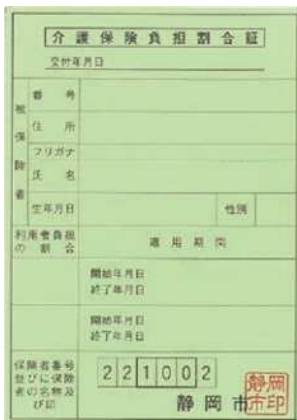 介護保険負担割合証
交付年月日
被保険者
番号
住所
フリガナ
氏名
生年月日
性別
利用者負担
の割合
適用期間
開始年月日
終了年月日
開始年月日
終了年月日
保険者番号
並びに保険
者の名称及
び印
221002
静岡市
静岡
市印